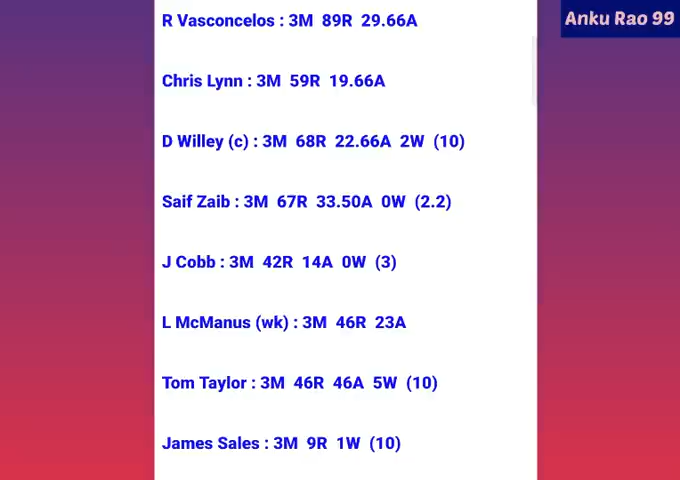 Anku Rao 99
R Vasconcelos : 3M 89R 29.66A
Chris Lynn : 3M 59R 19.66A
D Willey (c) : 3M 68R 22.66A 2W (10)
Saif Zaib : 3M 67R 33.50A 0W (2.2)
J Cobb : 3M 42R 14A 0W (3)
L McManus (wk) : 3M 46R 23A
Tom Taylor : 3M 46R 46A 5W (10)
James Sales : 3M 9R 1W (10)